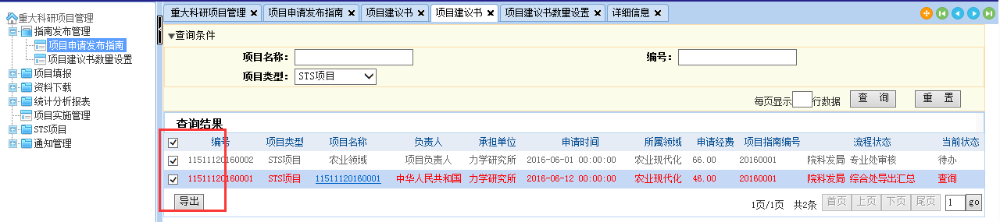 重大科研项目管理
指南发布管理
项目申请发布指南
项目建议书数量设置
项目填报
资料下载
统计分析报表
项目实施管理
STS项目
通知管理
重大科研项目管理 项目申请发布指南 项目建议书 项目建议书 项目建议书数量设置 详细信息
查询条件
项目名称： 编号：
项目类型： STS项目
每页显示 行数据 查 询 重 置
查询结果
编号 项目类型 项目名称 负责人 承担单位 申请时间 所属领域 申请经费 项目指南编号 流程状态 当前状态
11511120160002 STS项目 农业领域 项目负责人 力学研究所 2016-06-01 00:00:00 农业现代化 66.00 20160001 院科发局 专业处审核 待办
11511120160001 STS项目 11511120160001 中华人民共和国 力学研究所 2016-06-12 00:00:00 农业现代化 46.00 20160001 院科发局 综合处导出汇总 查询
导出
1页/1页 共2条 首页 上页 下页 尾页 1 go